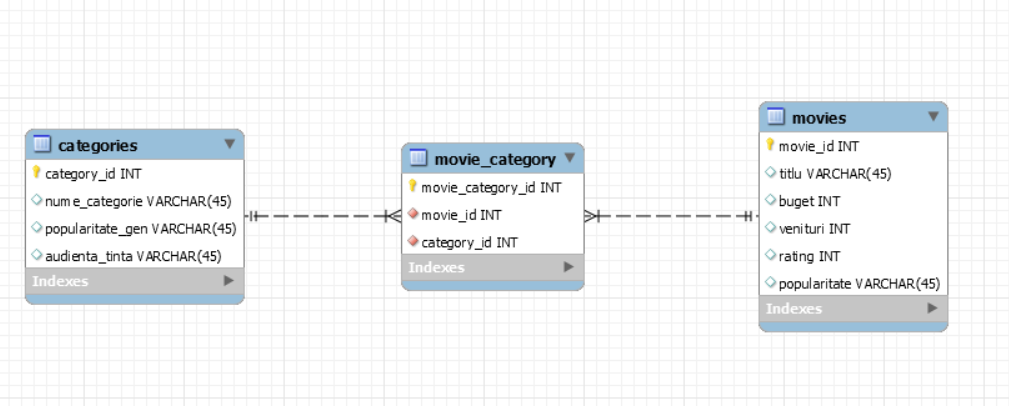 categories
category_id INT
nume_categorie VARCHAR(45)
popularitate_gen VARCHAR(45)
audienta_tinta VARCHAR(45)
Indexes
movie_category
movie_category_id INT
movie_id INT
category_id INT
Indexes
movies
movie_id INT
titlu VARCHAR(45)
buget INT
venituri INT
rating INT
popularitate VARCHAR(45)
Indexes